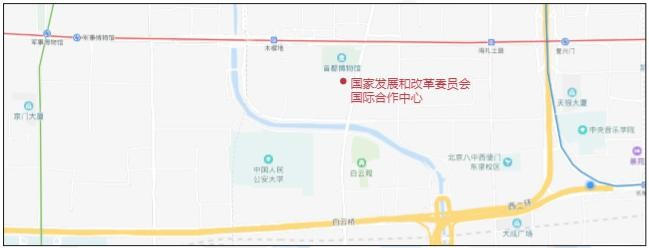 军事博物馆
军事博物馆
木樨地
南礼士路
复兴门
首都博物馆
国家发展和改革委员会
国际合作中心
京门大厦
天银大厦
中央音乐学院
中国人民
公安大学
白云观
北京八中西便门
东望校区
西二环
白云桥
天成广场